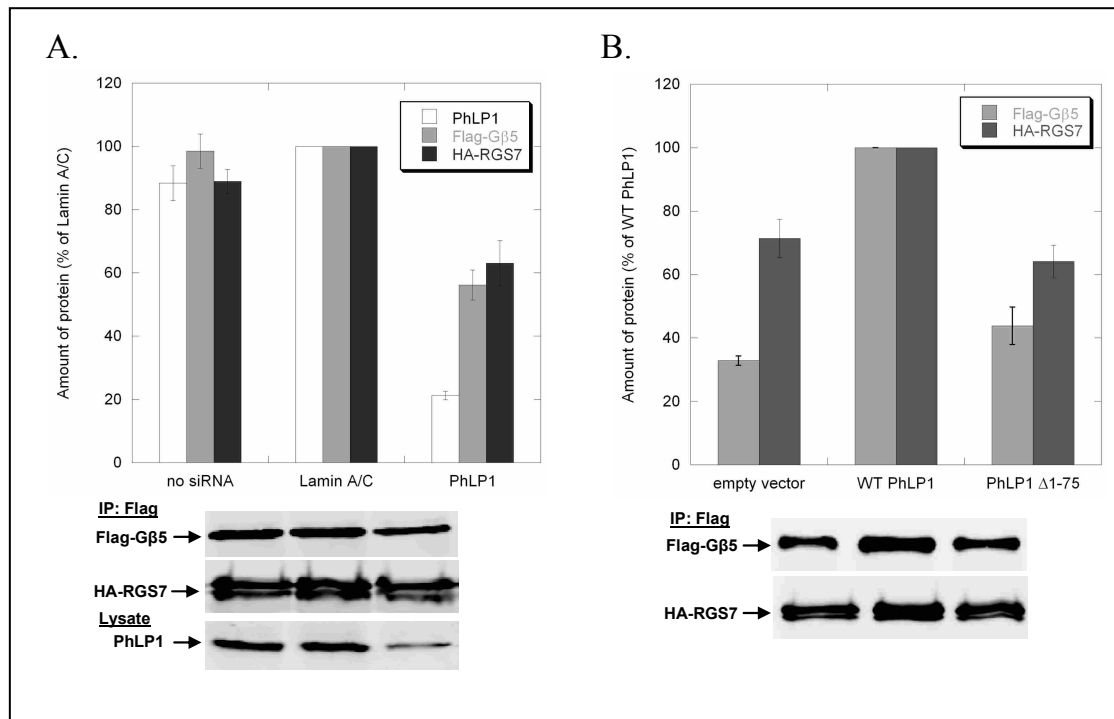 A.
Amount of protein (% of Lamin A/C)
120
100
80
60
40
20
0
PhLP1
Flag-Gβ5
HA-RGS7
no siRNA
Lamin A/C
PhLP1
IP: Flag
Flag-Gβ5
HA-RGS7
Lysate
PhLP1
B.
Amount of protein (% of WT PhLP1)
120
100
80
60
40
20
0
Flag-Gβ5
HA-RGS7
empty vector
WT PhLP1
PhLP1 Δ1-75
IP: Flag
Flag-Gβ5
HA-RGS7